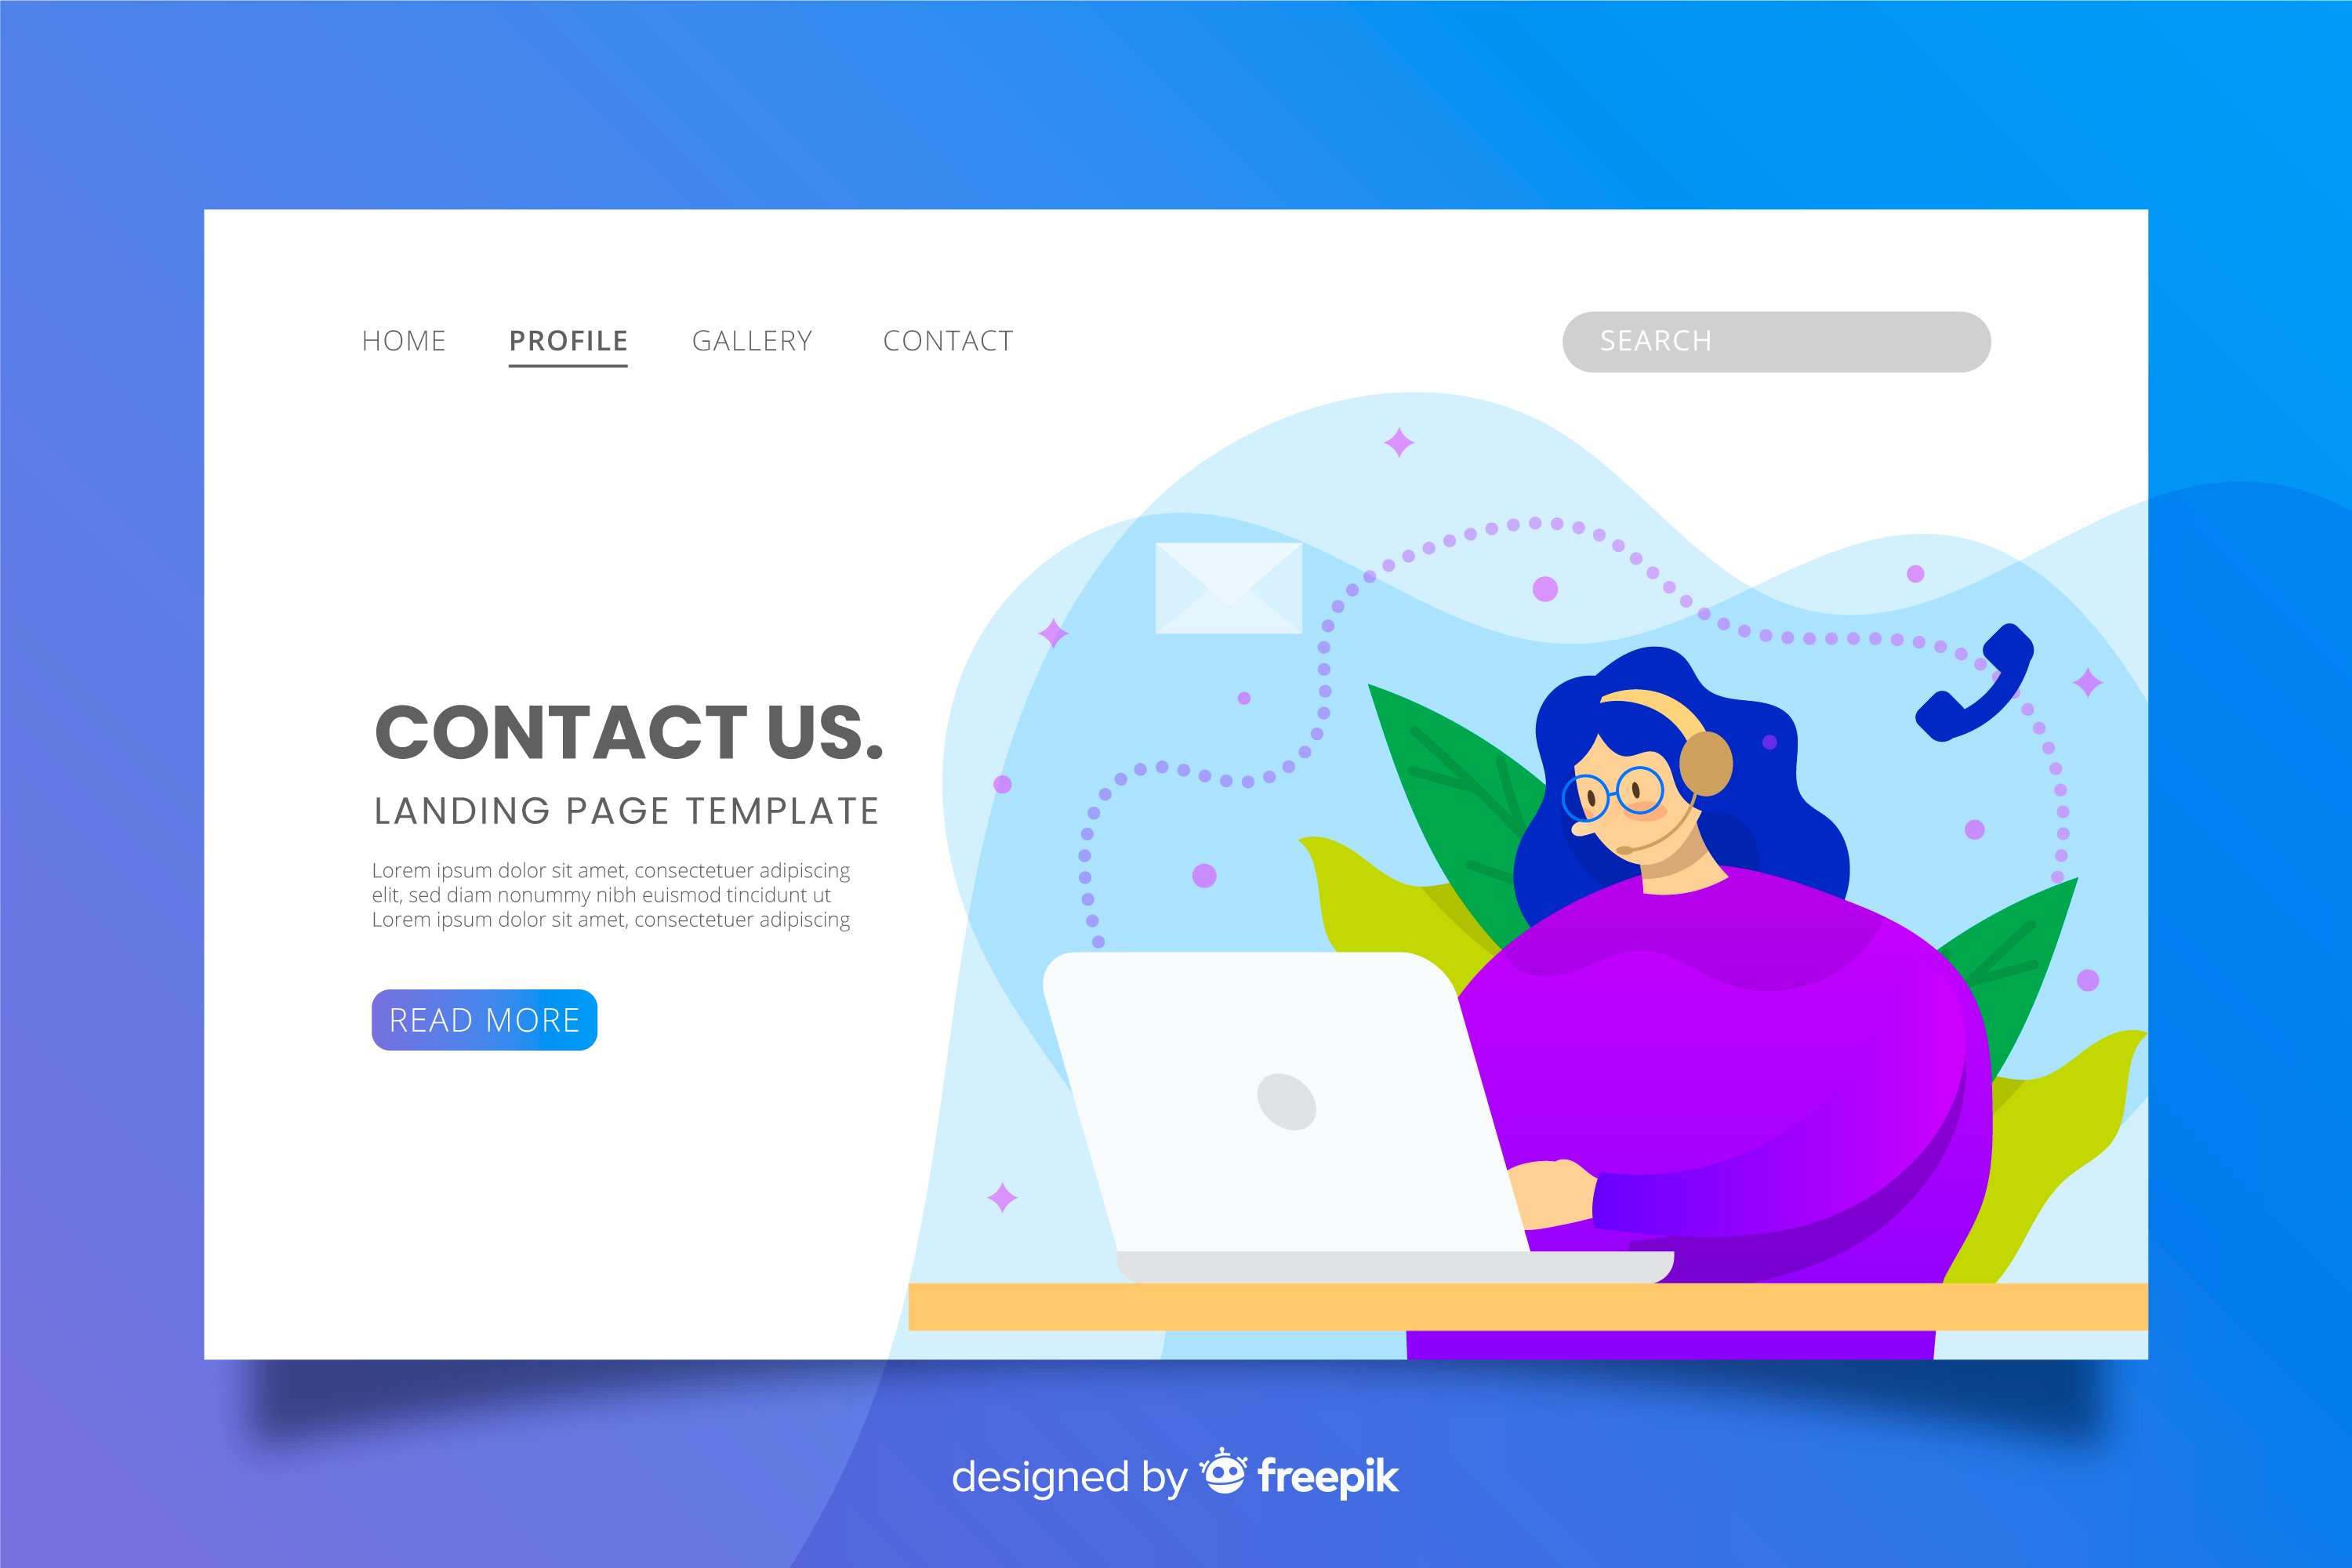 HOME PROFILE GALLERY CONTACT SEARCH
CONTACT US.
LANDING PAGE TEMPLATE
Lorem ipsum dolor sit amet, consectetuer adipiscing
elit, sed diam nonummy nibh euismod tincidunt ut
Lorem ipsum dolor sit amet, consectetuer adipiscing
READ MORE
designed by freepik